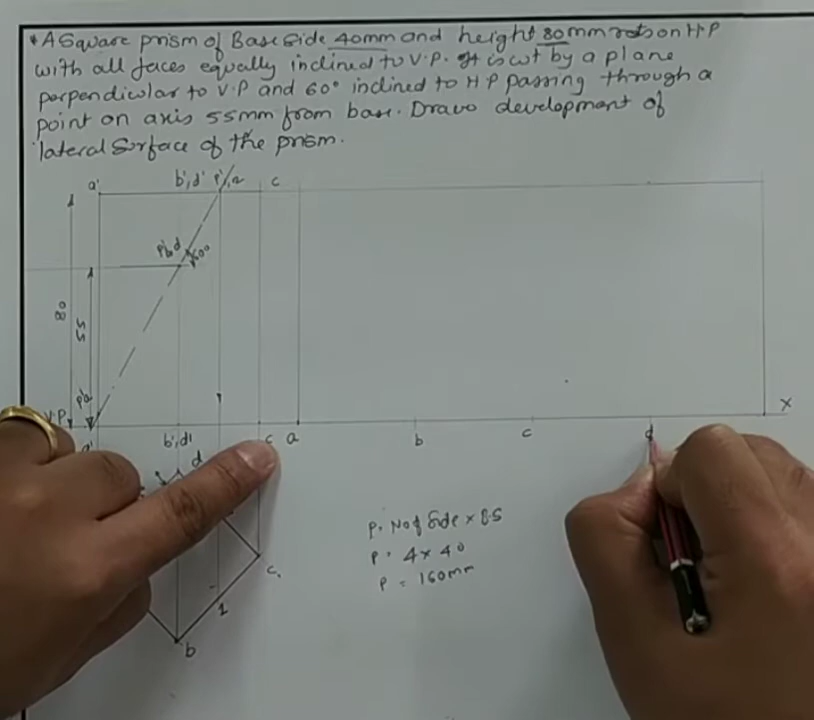 * A Square prism of Base side 40mm and height 80mm rests on H.P
with all faces equally inclined to V.P. It is cut by a plane
perpendicular to V.P and 60° inclined to H P passing through a
point on axis 55mm from base. Draw development of
lateral Surface of the prism.
a' b', d' c
60°
80
55
V.P. X
b', d' c a b c d
d
P = No of Side × B.S
P = 4 × 40
P = 160mm
c.
1
b